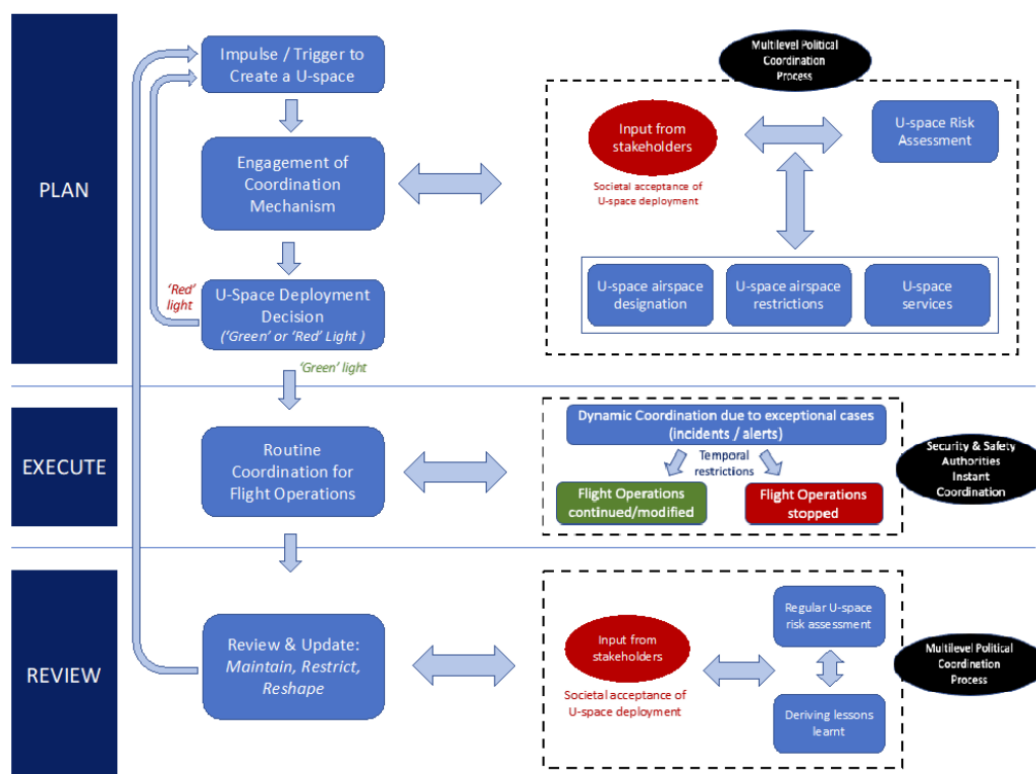 PLAN
Impulse / Trigger to
Create a U-space
Engagement of
Coordination
Mechanism
'Red'
light
U-Space Deployment
Decision
('Green' or 'Red' Light )
'Green' light
Multilevel Political
Coordination
Process
Input from
stakeholders
Societal acceptance of
U-space deployment
U-space Risk
Assessment
U-space airspace
designation
U-space airspace
restrictions
U-space
services
EXECUTE
Routine
Coordination for
Flight Operations
Dynamic Coordination due to exceptional cases
(incidents / alerts)
Temporal
restrictions
Flight Operations
continued/modified
Flight Operations
stopped
Security & Safety
Authorities
Instant
Coordination
REVIEW
Review & Update:
Maintain, Restrict,
Reshape
Input from
stakeholders
Societal acceptance of
U-space deployment
Regular U-space
risk assessment
Deriving lessons
learnt
Multilevel Political
Coordination
Process